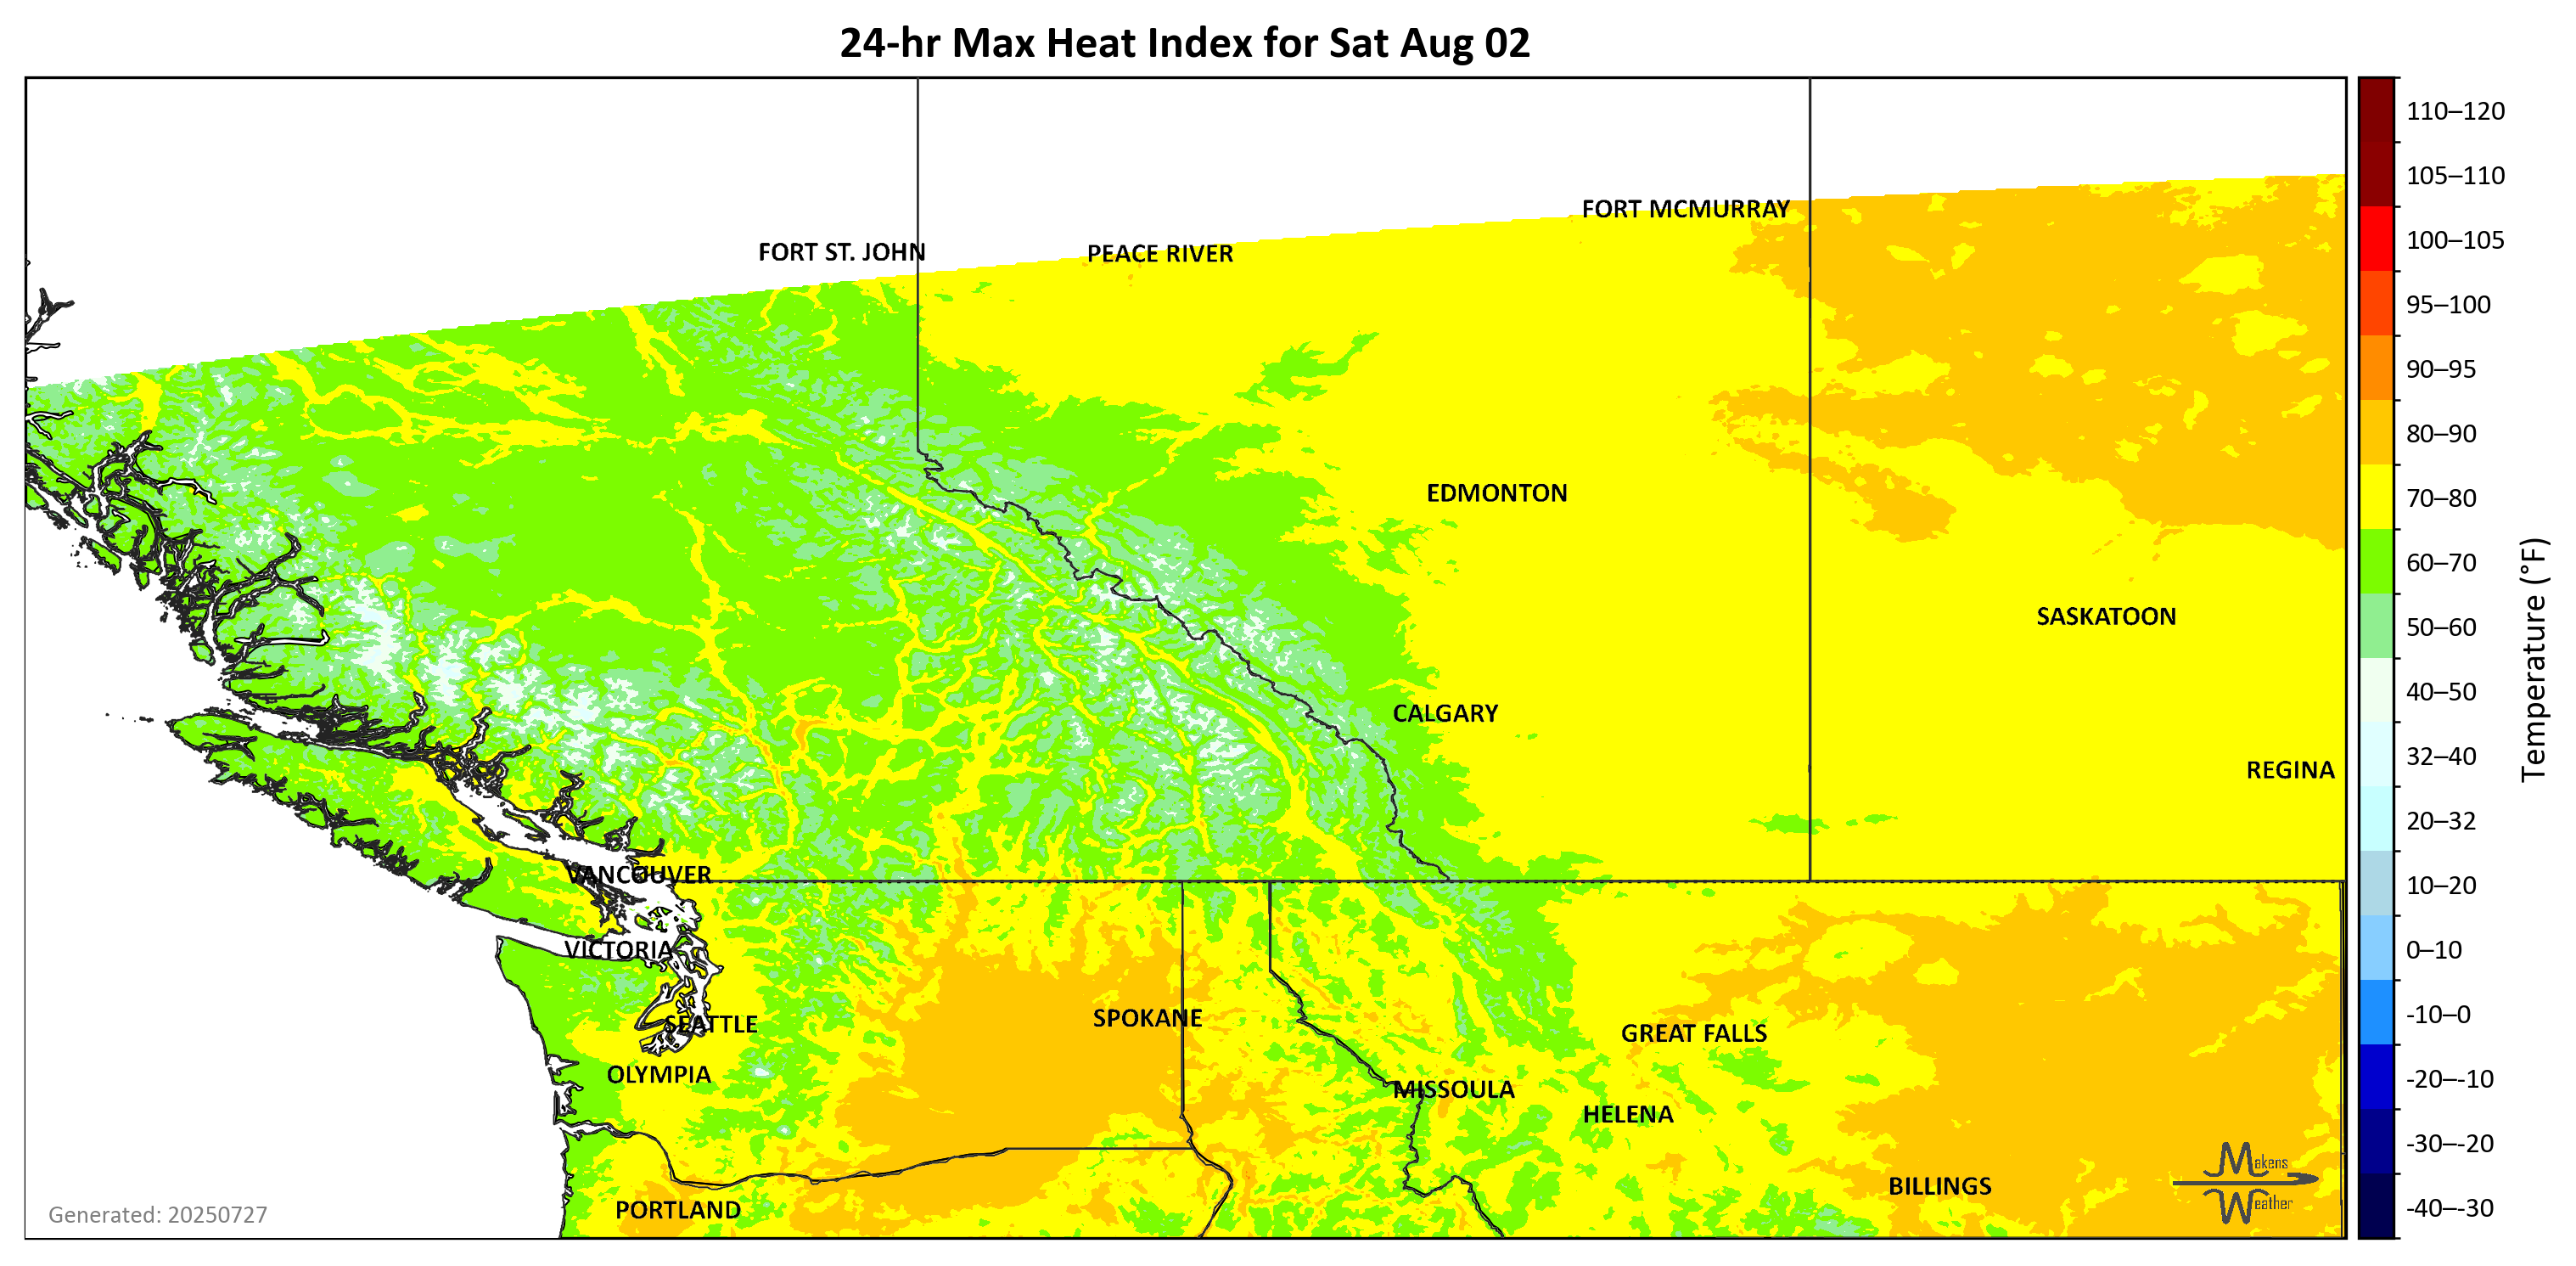 24-hr Max Heat Index for Sat Aug 02
110–120
105–110
FORT MCMURRAY
100–105
FORT ST. JOHN
PEACE RIVER
95–100
90–95
80–90
EDMONTON
70–80
60–70
SASKATOON
50–60
40–50
CALGARY
32–40
REGINA
Temperature (°F)
20–32
VANCOUVER
10–20
VICTORIA
0–10
SEATTLE
SPOKANE
GREAT FALLS
-10–0
OLYMPIA
MISSOULA
-20–-10
HELENA
-30–-20
Makens
Weather
BILLINGS
PORTLAND
-40–-30
Generated: 20250727